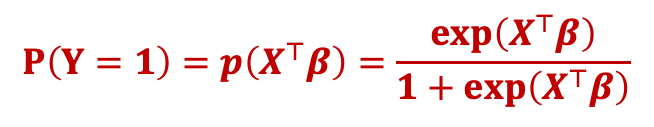 P(Y = 1) = p(X⊤β) = exp(X⊤β) / 1 + exp(X⊤β)